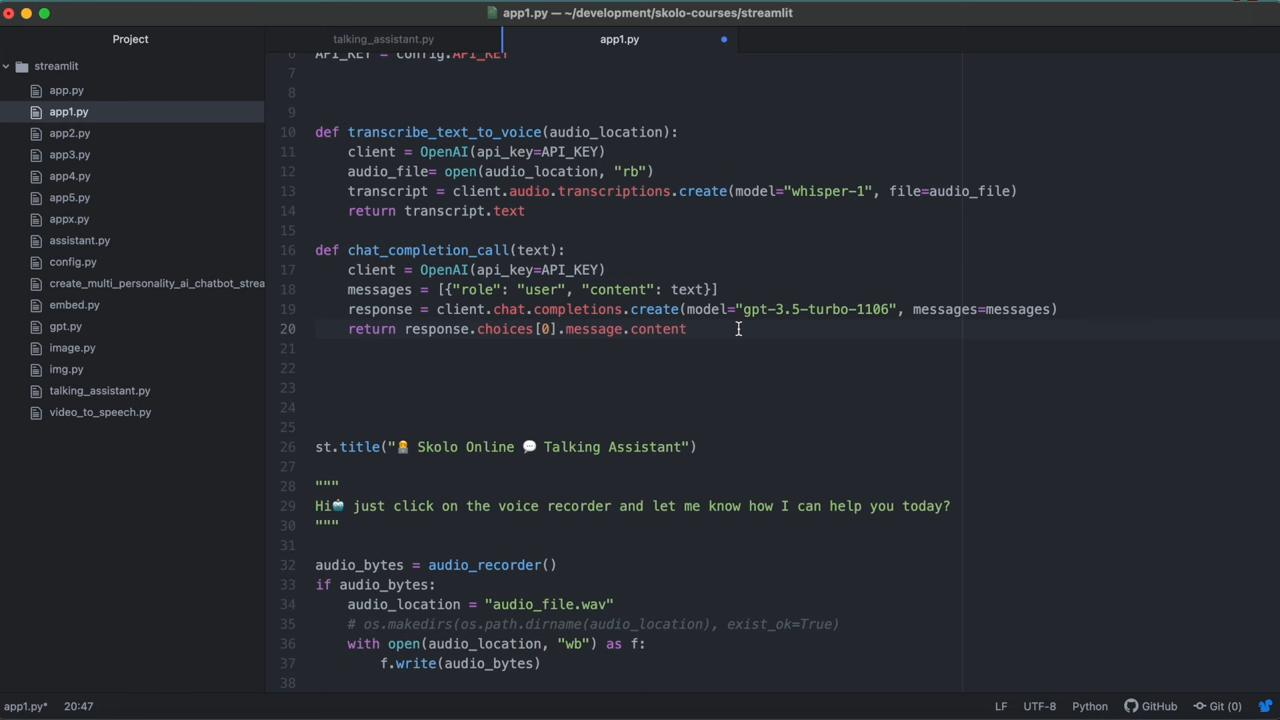 app1.py — ~/development/skolo-courses/streamlit
Project
talking_assistant.py
app1.py
streamlit
app.py
app1.py
app2.py
app3.py
app4.py
app5.py
appx.py
assistant.py
config.py
create_multi_personality_ai_chatbot_strea
embed.py
gpt.py
image.py
img.py
talking_assistant.py
video_to_speech.py
6 API_KEY = config.API_KEY
7
8
9
10 def transcribe_text_to_voice(audio_location):
11     client = OpenAI(api_key=API_KEY)
12     audio_file= open(audio_location, "rb")
13     transcript = client.audio.transcriptions.create(model="whisper-1", file=audio_file)
14     return transcript.text
15
16 def chat_completion_call(text):
17     client = OpenAI(api_key=API_KEY)
18     messages = [{"role": "user", "content": text}]
19     response = client.chat.completions.create(model="gpt-3.5-turbo-1106", messages=messages)
20     return response.choices[0].message.content
21
22
23
24
25
26 st.title("🧑‍💻 Skolo Online 💬 Talking Assistant")
27
28 """
29 Hi🤖 just click on the voice recorder and let me know how I can help you today?
30 """
31
32 audio_bytes = audio_recorder()
33 if audio_bytes:
34     audio_location = "audio_file.wav"
35     # os.makedirs(os.path.dirname(audio_location), exist_ok=True)
36     with open(audio_location, "wb") as f:
37         f.write(audio_bytes)
38
app1.py* 20:47 LF UTF-8 Python GitHub Git (0)